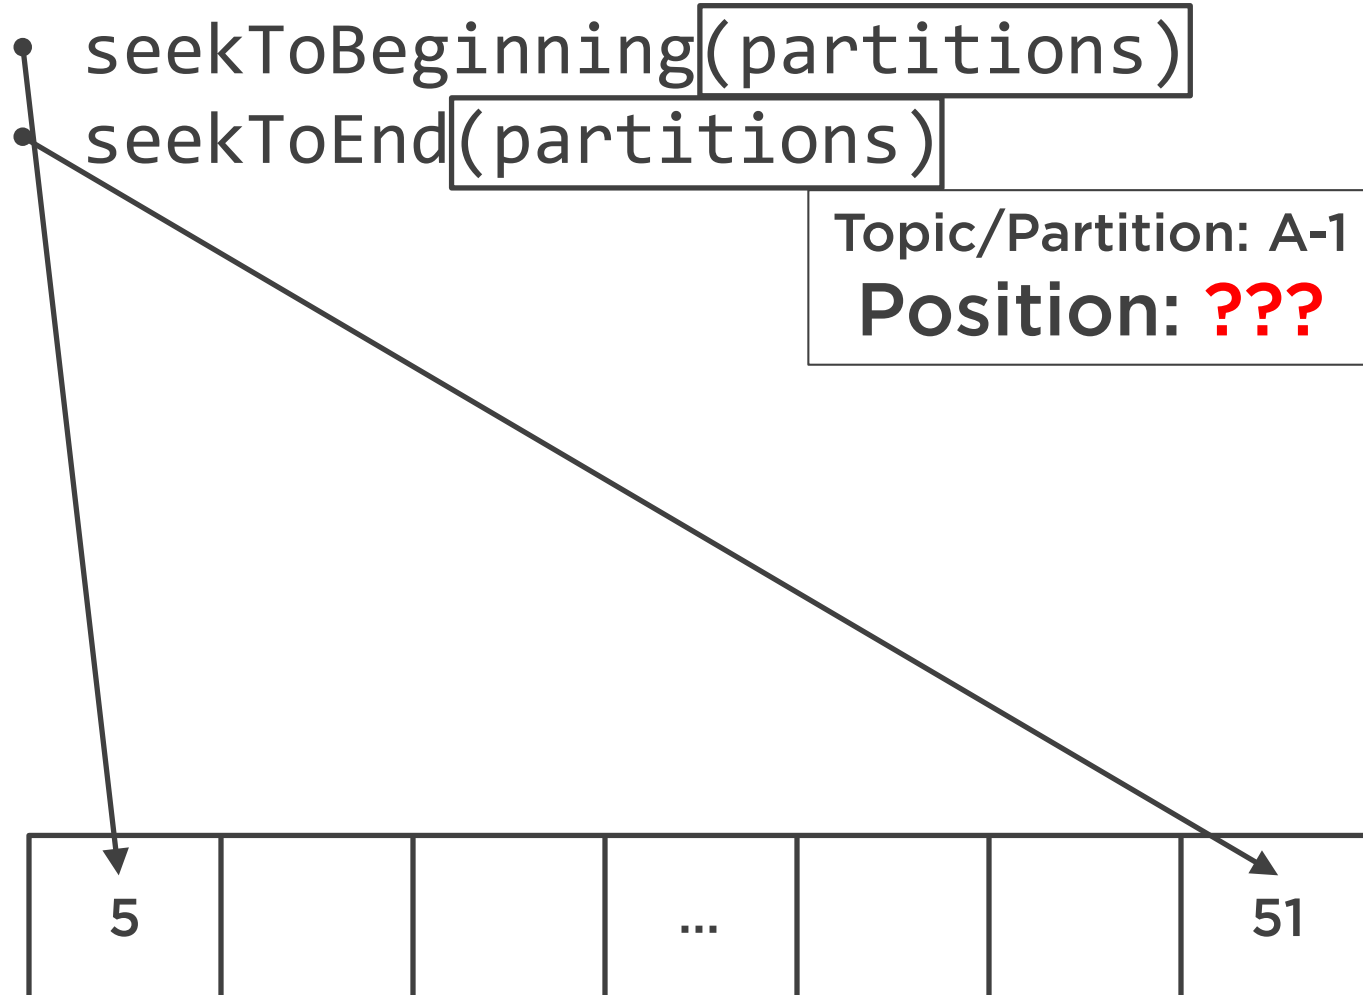 • seekToBeginning(partitions)
• seekToEnd(partitions)
Topic/Partition: A-1
Position: ???
5
...
51